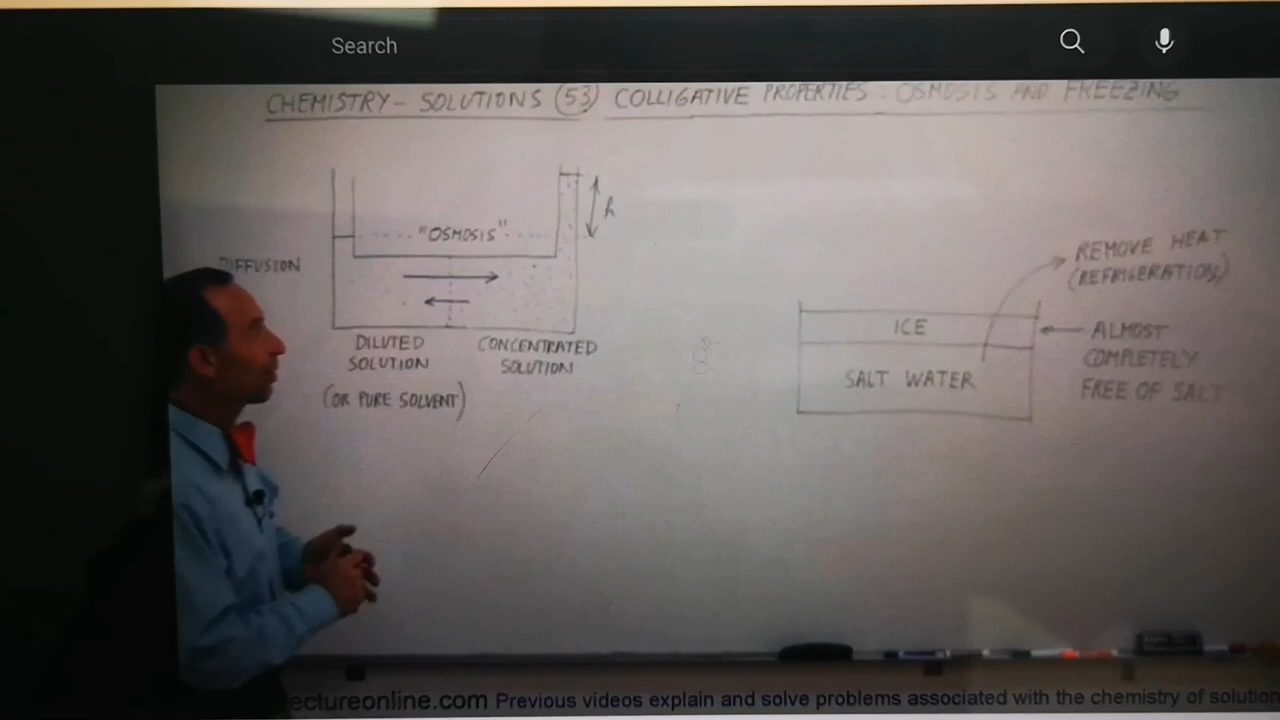 Search
CHEMISTRY - SOLUTIONS (53) COLLIGATIVE PROPERTIES - OSMOSIS AND FREEZING
h
"OSMOSIS"
DIFFUSION
DILUTED
SOLUTION
(OR PURE SOLVENT)
CONCENTRATED
SOLUTION
REMOVE HEAT
(REFRIGERATION)
ICE
SALT WATER
ALMOST
COMPLETELY
FREE OF SALT
ectureonline.com Previous videos explain and solve problems associated with the chemistry of solution